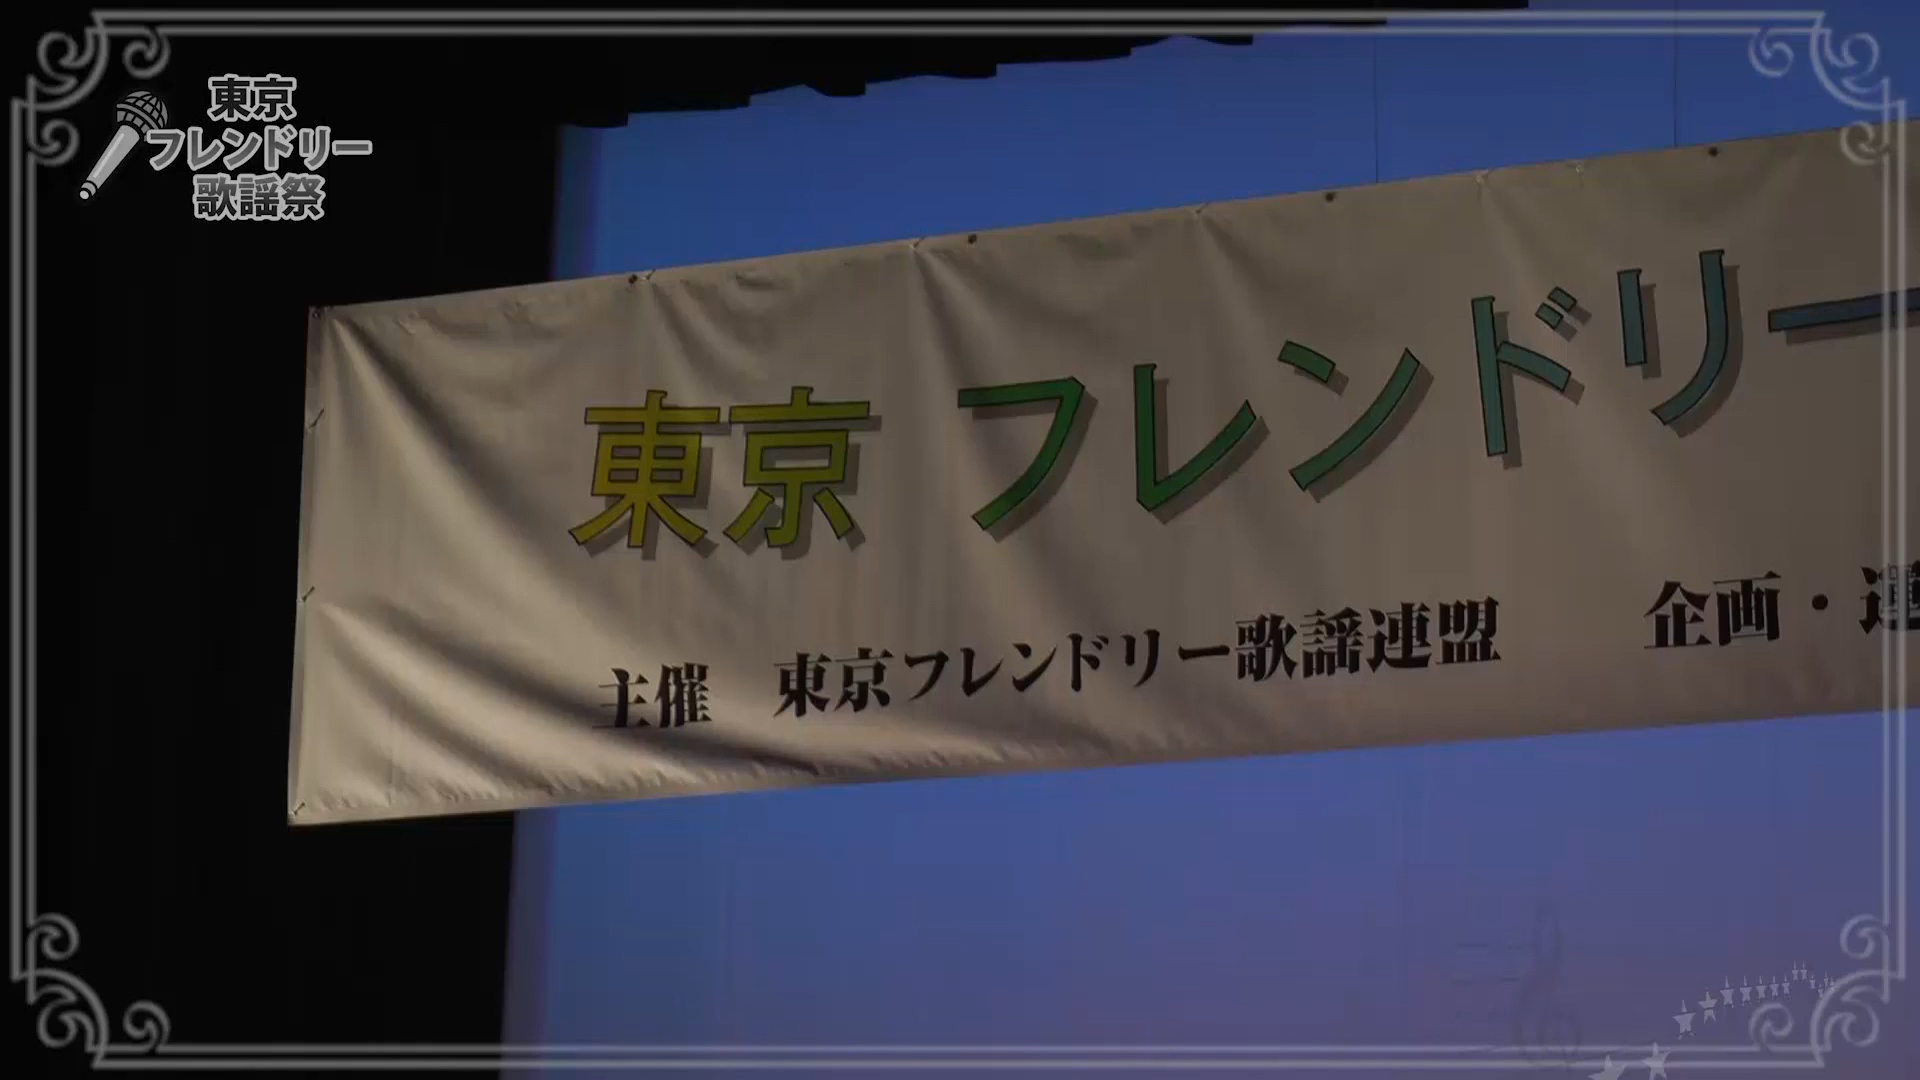 東京
フレンドリー
歌謡祭
東京 フレンドリー
主催 東京フレンドリー歌謡連盟 企画・運